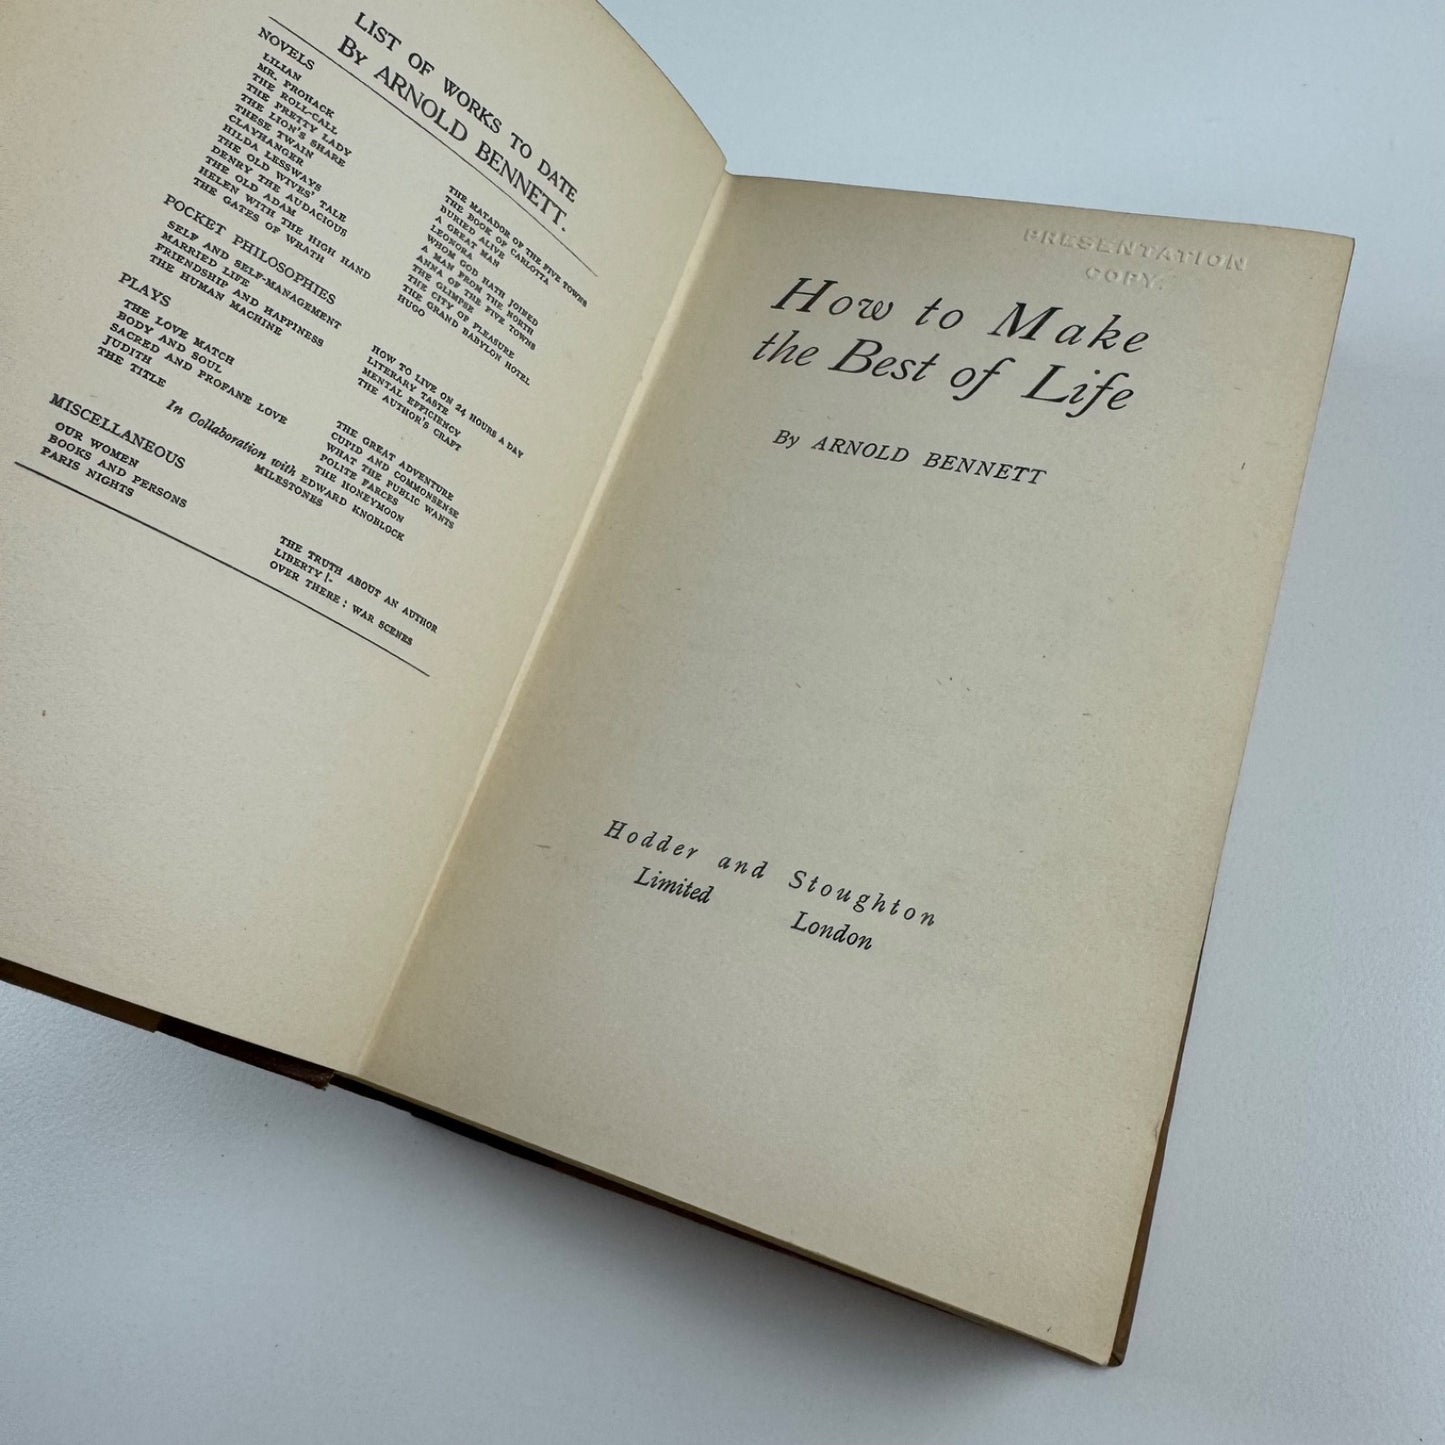 LIST OF WORKS TO DATE
By ARNOLD BENNETT.
NOVELS
LILIAN
MR. PROHACK
THE ROLL-CALL
THE PRETTY LADY
THE LION'S SHARE
THESE TWAIN
CLAYHANGER
HILDA LESSWAYS
THE OLD WIVES' TALE
DENRY THE AUDACIOUS
THE OLD ADAM
HELEN WITH THE HIGH HAND
THE GATES OF WRATH
THE MATADOR OF THE FIVE TOWNS
THE BOOK OF CARLOTTA
BURIED ALIVE
A GREAT MAN
LEONORA
WHOM GOD HATH JOINED
A MAN FROM THE NORTH
ANNA OF THE FIVE TOWNS
THE GLIMPSE
THE CITY OF PLEASURE
THE GRAND BABYLON HOTEL
HUGO
POCKET PHILOSOPHIES
SELF AND SELF-MANAGEMENT
MARRIED LIFE
FRIENDSHIP AND HAPPINESS
THE HUMAN MACHINE
HOW TO LIVE ON 24 HOURS A DAY
LITERARY TASTE
MENTAL EFFICIENCY
THE AUTHOR'S CRAFT
PLAYS
THE LOVE MATCH
BODY AND SOUL
SACRED AND PROFANE LOVE
JUDITH
THE TITLE
THE GREAT ADVENTURE
CUPID AND COMMONSENSE
WHAT THE PUBLIC WANTS
POLITE FARCES
THE HONEYMOON
In Collaboration with EDWARD KNOBLOCK
MILESTONES
MISCELLANEOUS
OUR WOMEN
BOOKS AND PERSONS
PARIS NIGHTS
THE TRUTH ABOUT AN AUTHOR
LIBERTY!-
OVER THERE: WAR SCENES
PRESENTATION
COPY.
How to Make
the Best of Life
By ARNOLD BENNETT
Hodder and Stoughton
Limited London